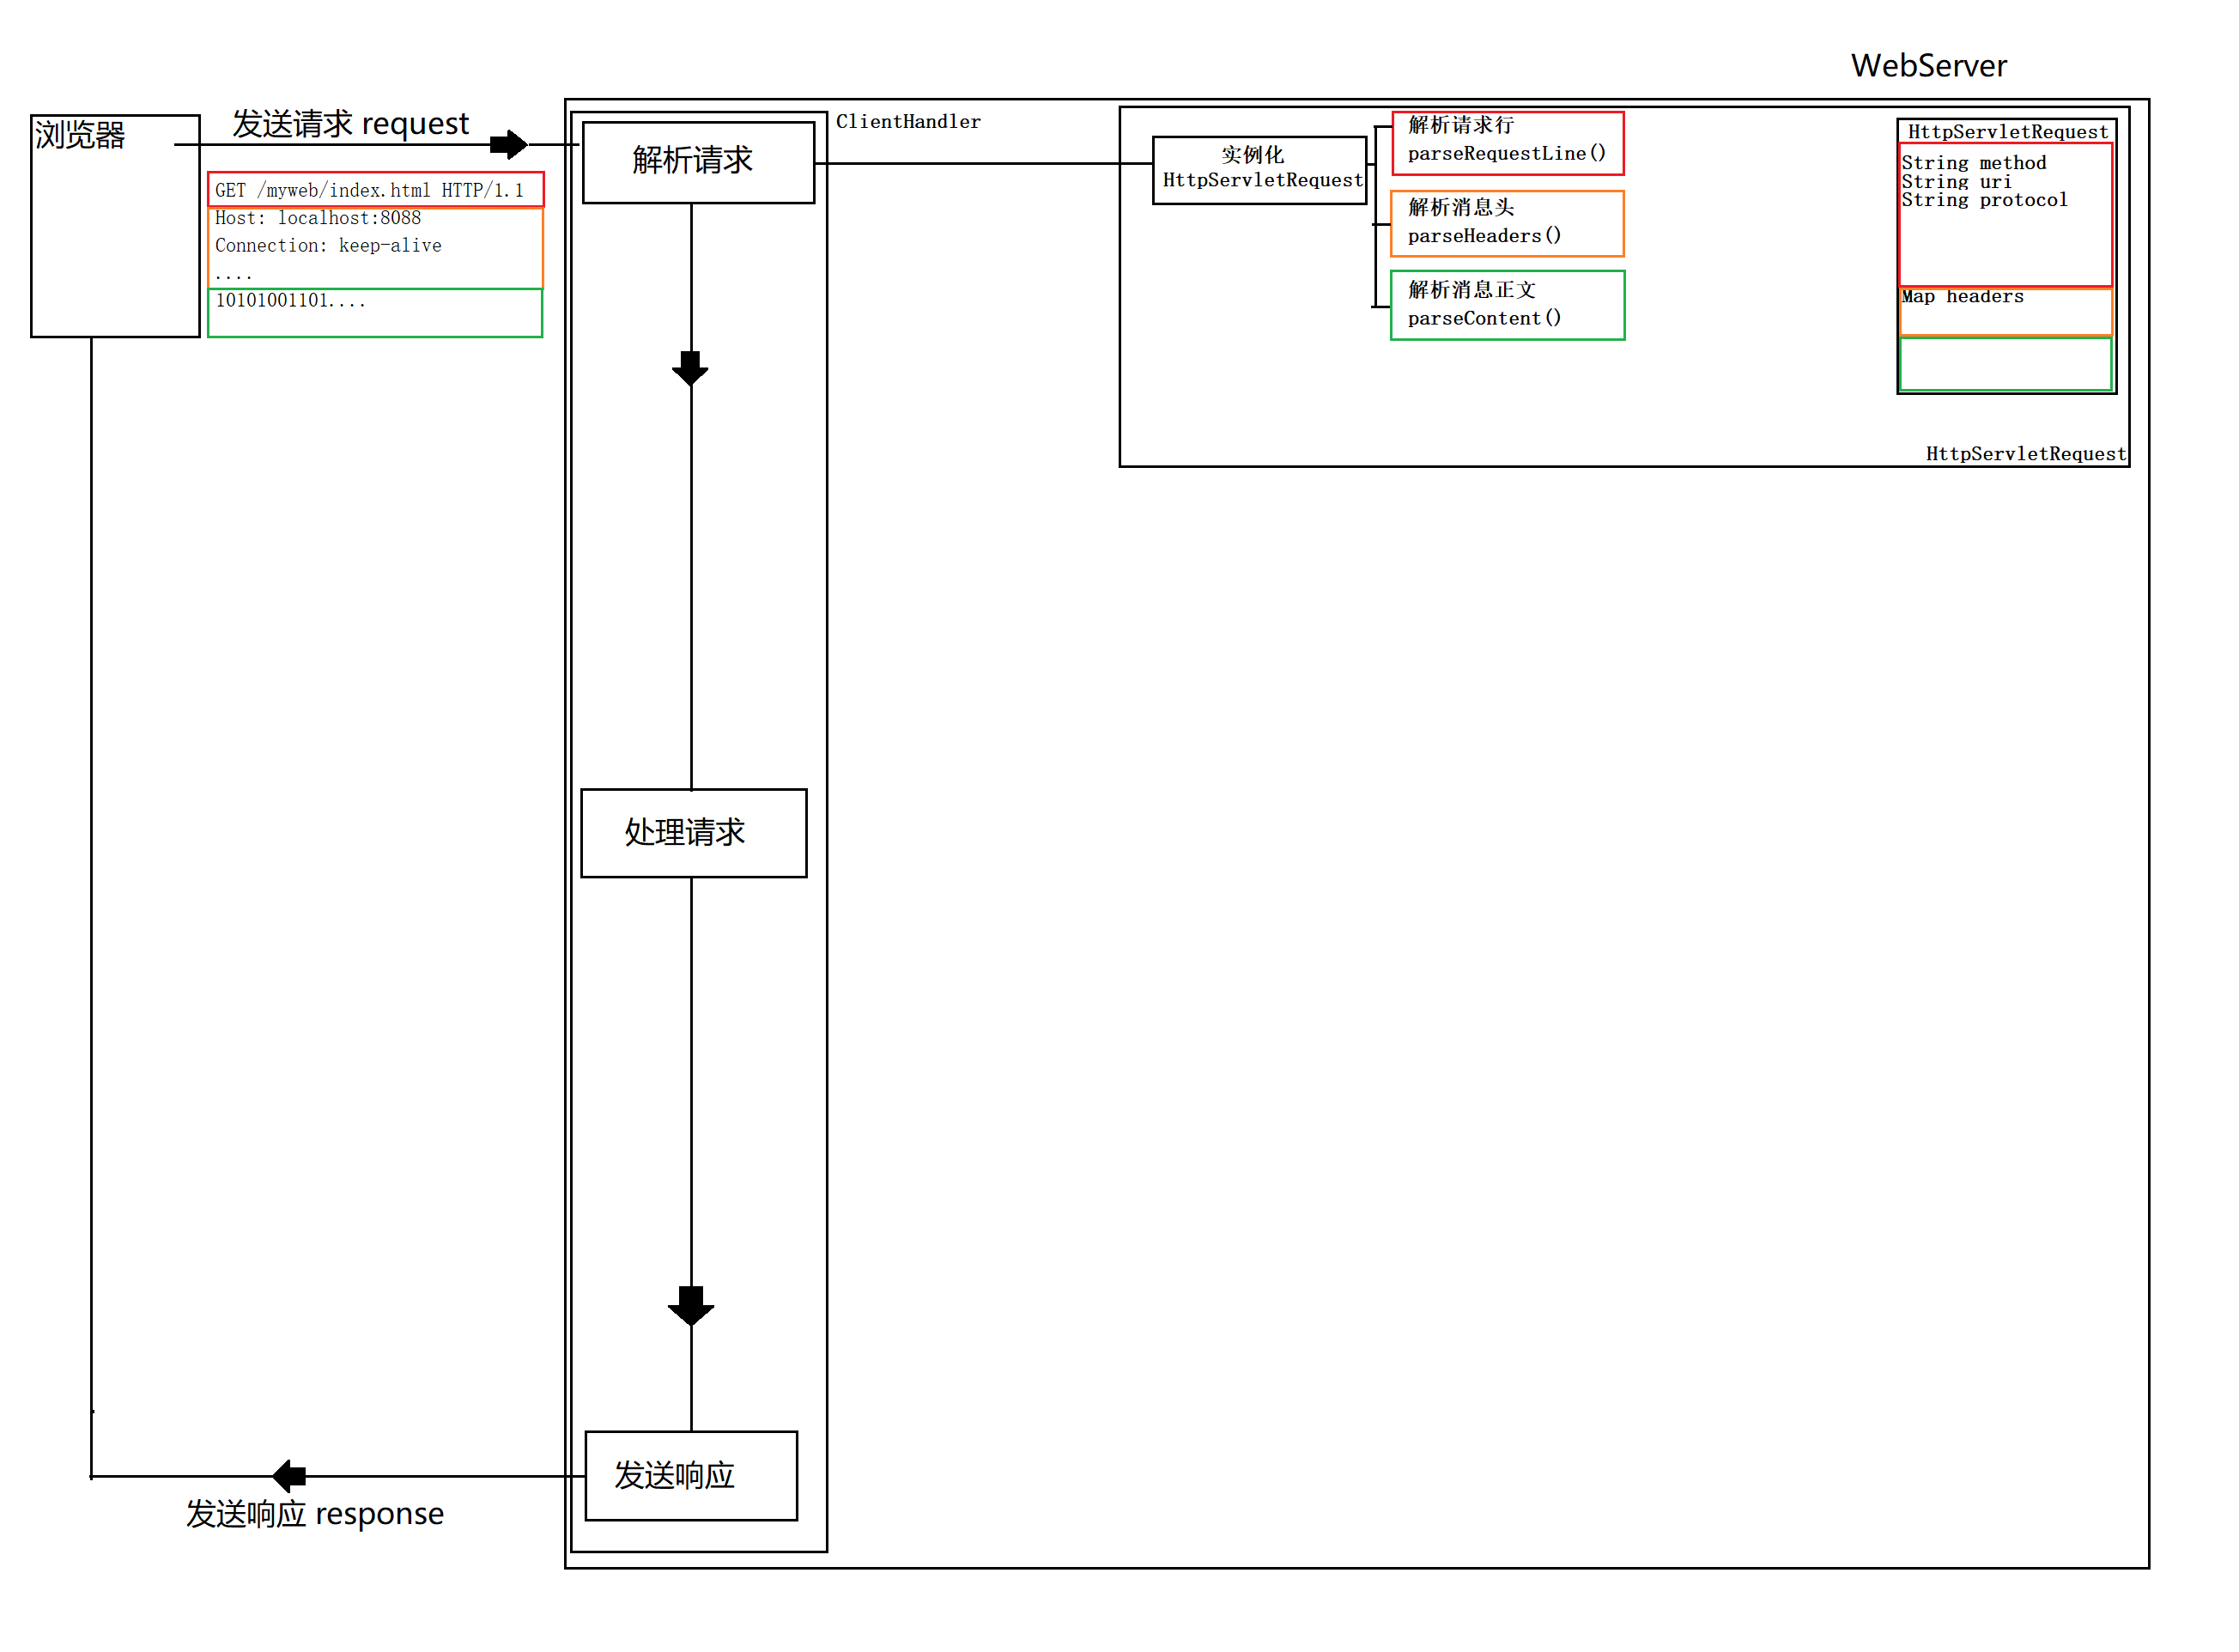 WebServer
浏览器
发送请求 request
GET /myweb/index.html HTTP/1.1
Host: localhost:8088
Connection: keep-alive
....
10101001101....
ClientHandler
解析请求
实例化
HttpServletRequest
解析请求行
parseRequestLine()
解析消息头
parseHeaders()
解析消息正文
parseContent()
HttpServletRequest
String method
String uri
String protocol
Map headers
HttpServletRequest
处理请求
发送响应
发送响应 response